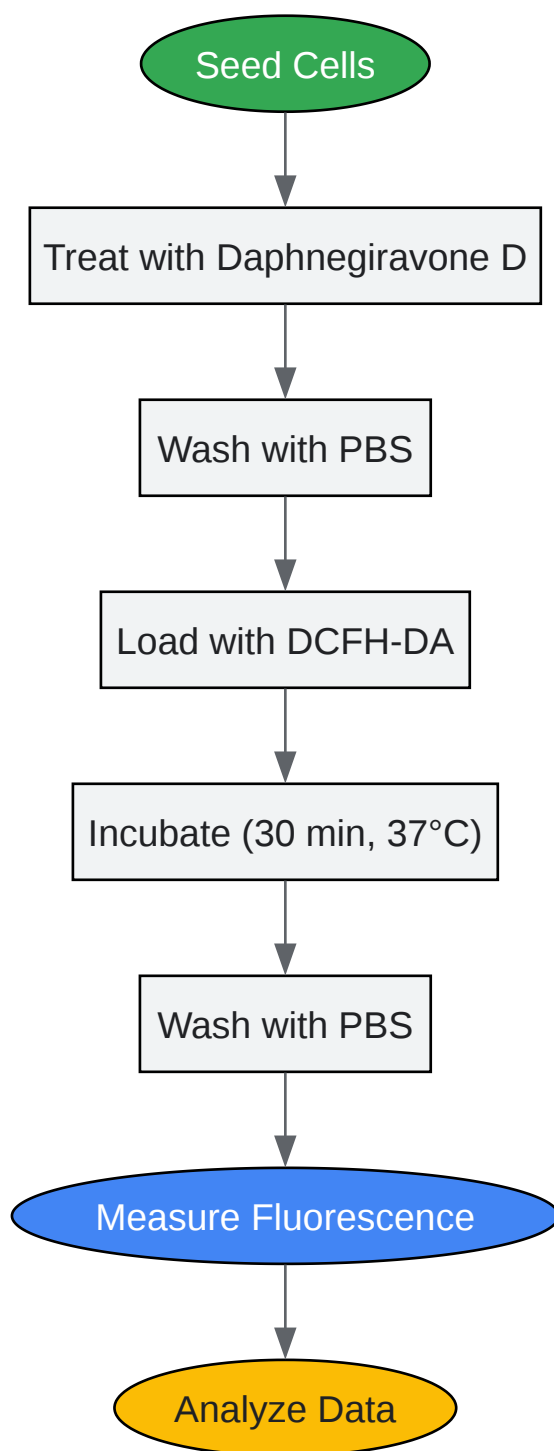 Seed Cells
Treat with Daphnegiravone D
Wash with PBS
Load with DCFH-DA
Incubate (30 min, 37°C)
Wash with PBS
Measure Fluorescence
Analyze Data